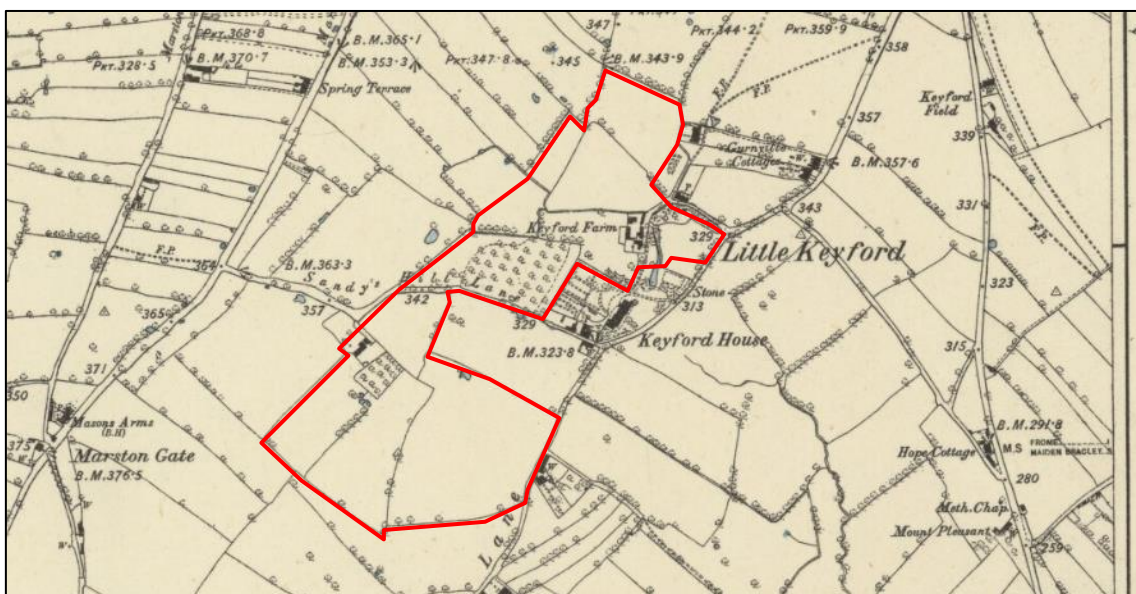 347
PKT.344·2
PKT.359·9
358
PKT.368·8
B.M.365·1
PKT.328·5
B.M.370·7
B.M.353·3
PKT.347·8
345
B.M.343·9
F.P.
F.P.
Spring Terrace
Keyford
Field
357
339
Gurnville
Cottages
W
B.M.357·6
W
331
343
F.P.
Keyford Farm
329
Little Keyford
F.P.
364
B.M.363·3
Sandy's Hill Lane
342
323
357
Stone
313
365
329
Keyford House
315
B.M.323·8
371
350
Masons Arms
(B.H)
375
W
Marston Gate
B.M.376·5
B.M.291·8
Hope Cottage
M.S
FROME
MAIDEN BRADLEY
W
280
Lane
Meth. Chap.
Mount Pleasant
W
259